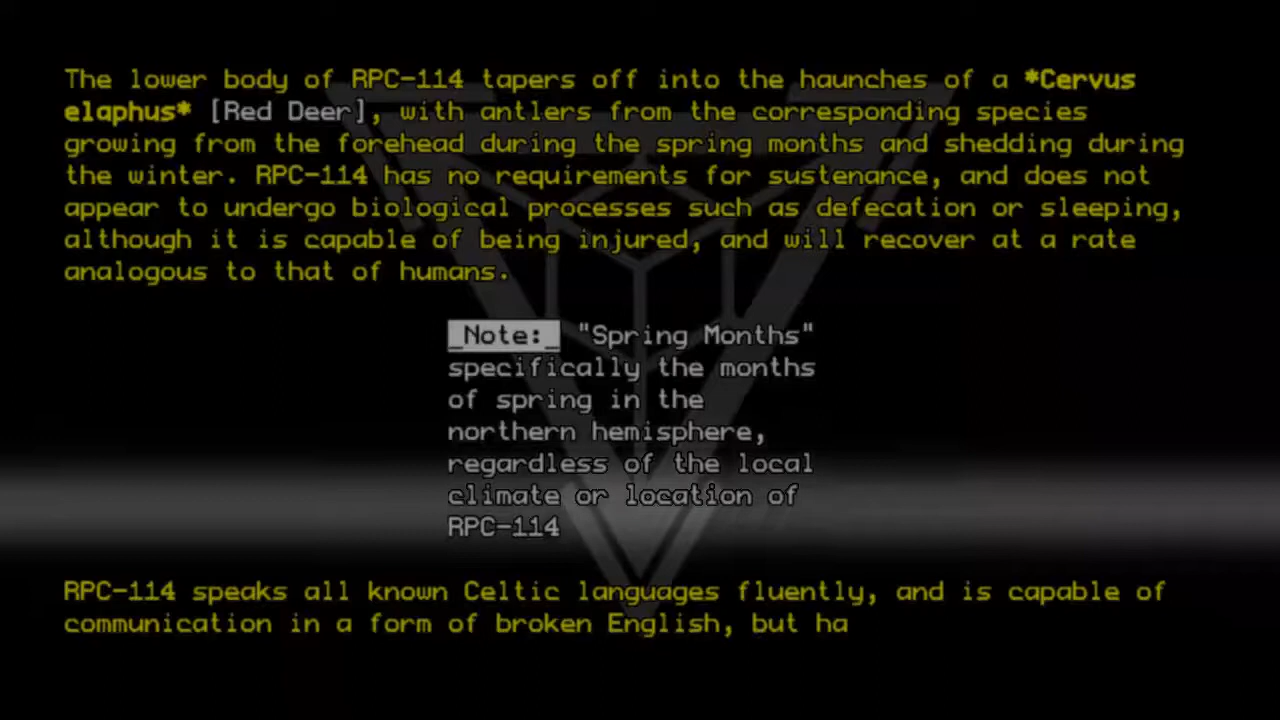 The lower body of RPC-114 tapers off into the haunches of a *Cervus
elaphus* [Red Deer], with antlers from the corresponding species
growing from the forehead during the spring months and shedding during
the winter. RPC-114 has no requirements for sustenance, and does not
appear to undergo biological processes such as defecation or sleeping,
although it is capable of being injured, and will recover at a rate
analogous to that of humans.
_Note:_ "Spring Months"
specifically the months
of spring in the
northern hemisphere,
regardless of the local
climate or location of
RPC-114
RPC-114 speaks all known Celtic languages fluently, and is capable of
communication in a form of broken English, but ha